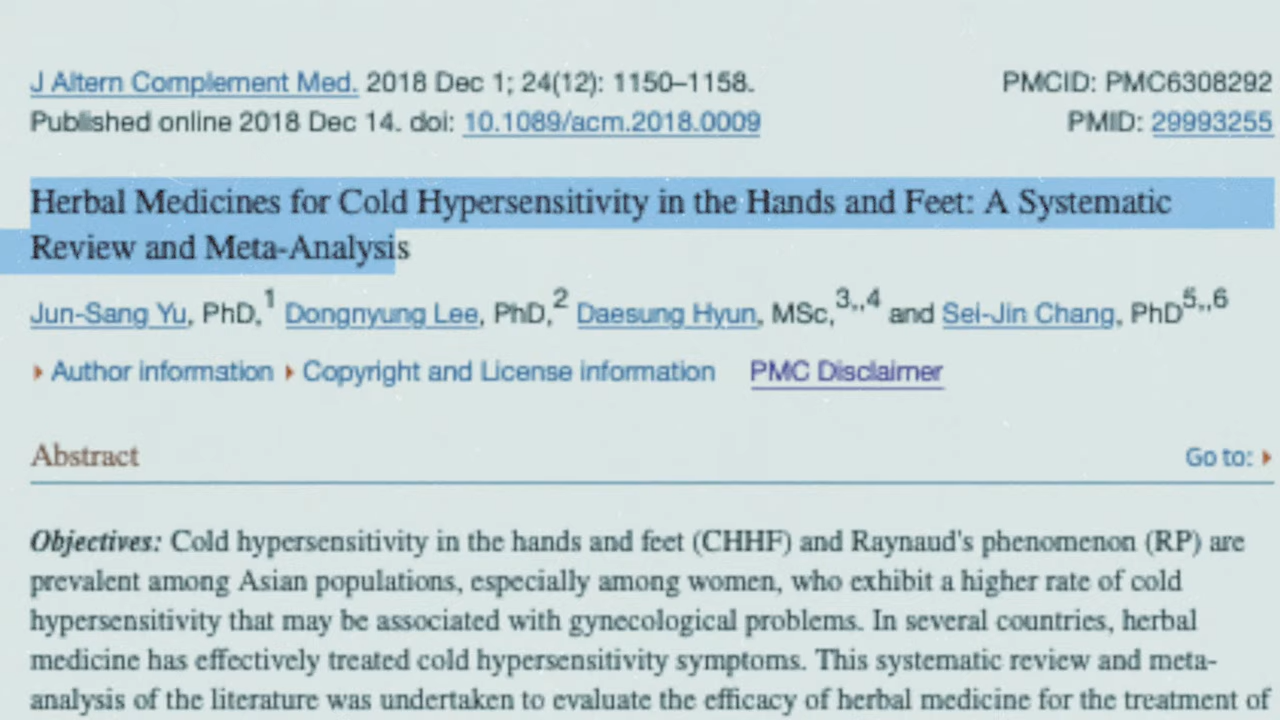 J Altern Complement Med. 2018 Dec 1; 24(12): 1150–1158. PMCID: PMC6308292
Published online 2018 Dec 14. doi: 10.1089/acm.2018.0009 PMID: 29993255
Herbal Medicines for Cold Hypersensitivity in the Hands and Feet: A Systematic
Review and Meta-Analysis
Jun-Sang Yu, PhD,1 Dongnyung Lee, PhD,2 Daesung Hyun, MSc,3,,4 and Sei-Jin Chang, PhD5,,6
Author information Copyright and License information PMC Disclaimer
Abstract Go to:
Objectives: Cold hypersensitivity in the hands and feet (CHHF) and Raynaud's phenomenon (RP) are
prevalent among Asian populations, especially among women, who exhibit a higher rate of cold
hypersensitivity that may be associated with gynecological problems. In several countries, herbal
medicine has effectively treated cold hypersensitivity symptoms. This systematic review and meta-
analysis of the literature was undertaken to evaluate the efficacy of herbal medicine for the treatment of